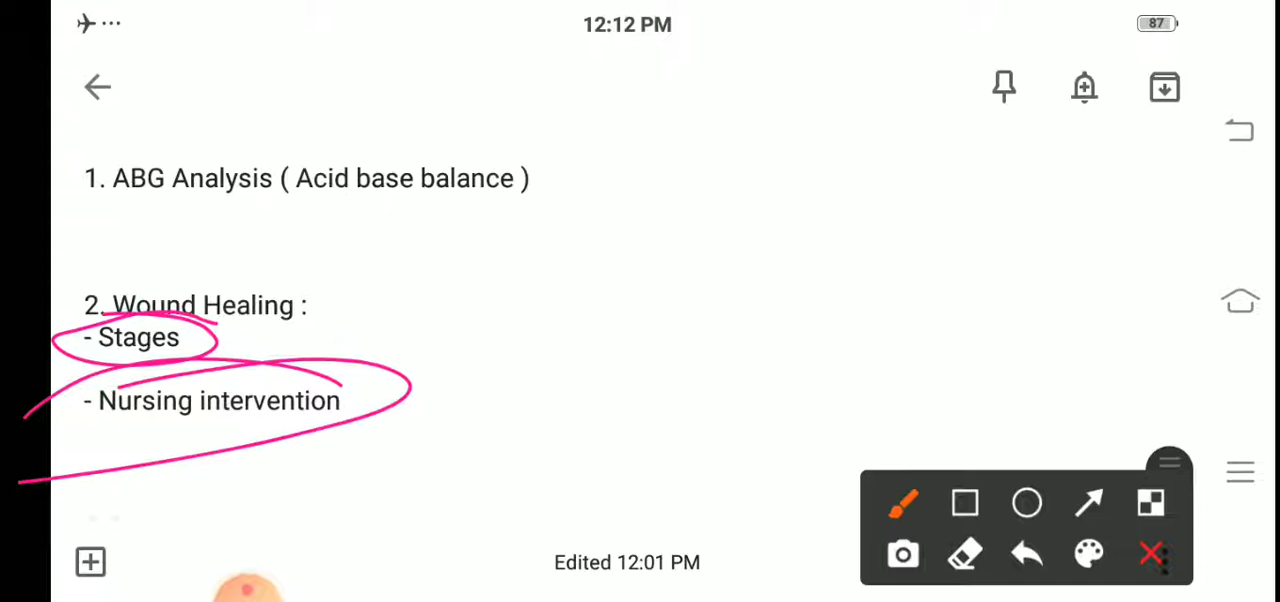 12:12 PM
87
1. ABG Analysis ( Acid base balance )
2. Wound Healing :
- Stages
- Nursing intervention
Edited 12:01 PM